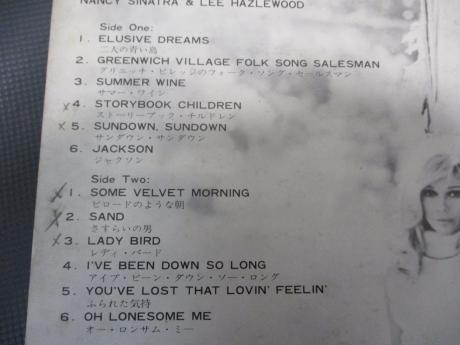 NANCY SINATRA & LEE HAZLEWOOD
Side One:
1. ELUSIVE DREAMS
二人の青い鳥
2. GREENWICH VILLAGE FOLK SONG SALESMAN
グリニッチ・ビレッジのフォーク・ソング・セールスマン
3. SUMMER WINE
サマー・ワイン
x4. STORYBOOK CHILDREN
ストーリーブック・チルドレン
x5. SUNDOWN, SUNDOWN
サンダウン・サンダウン
6. JACKSON
ジャクソン
Side Two:
x1. SOME VELVET MORNING
ビロードのような朝
x2. SAND
さすらいの男
x3. LADY BIRD
レディ・バード
4. I'VE BEEN DOWN SO LONG
アイブ・ビーン・ダウン・ソー・ロング
5. YOU'VE LOST THAT LOVIN' FEELIN'
ふられた気持
6. OH LONESOME ME
オー・ロンサム・ミー